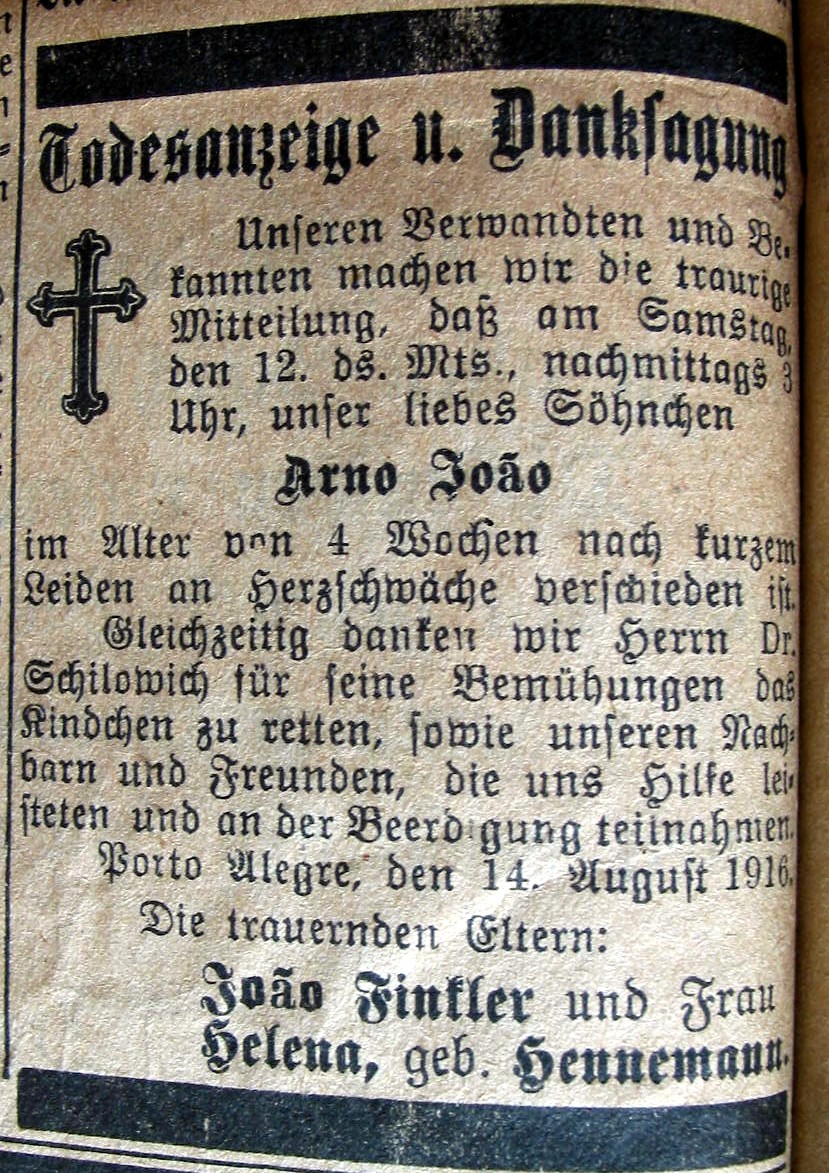 Todesanzeige u. Danksagung
Unseren Verwandten und Be-
kannten machen wir die traurige
Mitteilung, daß am Samstag,
den 12. ds. Mts., nachmittags 3
Uhr, unser liebes Söhnchen
Arno João
im Alter von 4 Wochen nach kurzem
Leiden an Herzschwäche verschieden ist.
Gleichzeitig danken wir Herrn Dr.
Schilowich für seine Bemühungen das
Kindchen zu retten, sowie unseren Nach-
barn und Freunden, die uns Hilfe lei-
steten und an der Beerdigung teilnahmen.
Porto Alegre, den 14. August 1916.
Die trauernden Eltern:
João Finkler und Frau
Helena, geb. Hennemann.